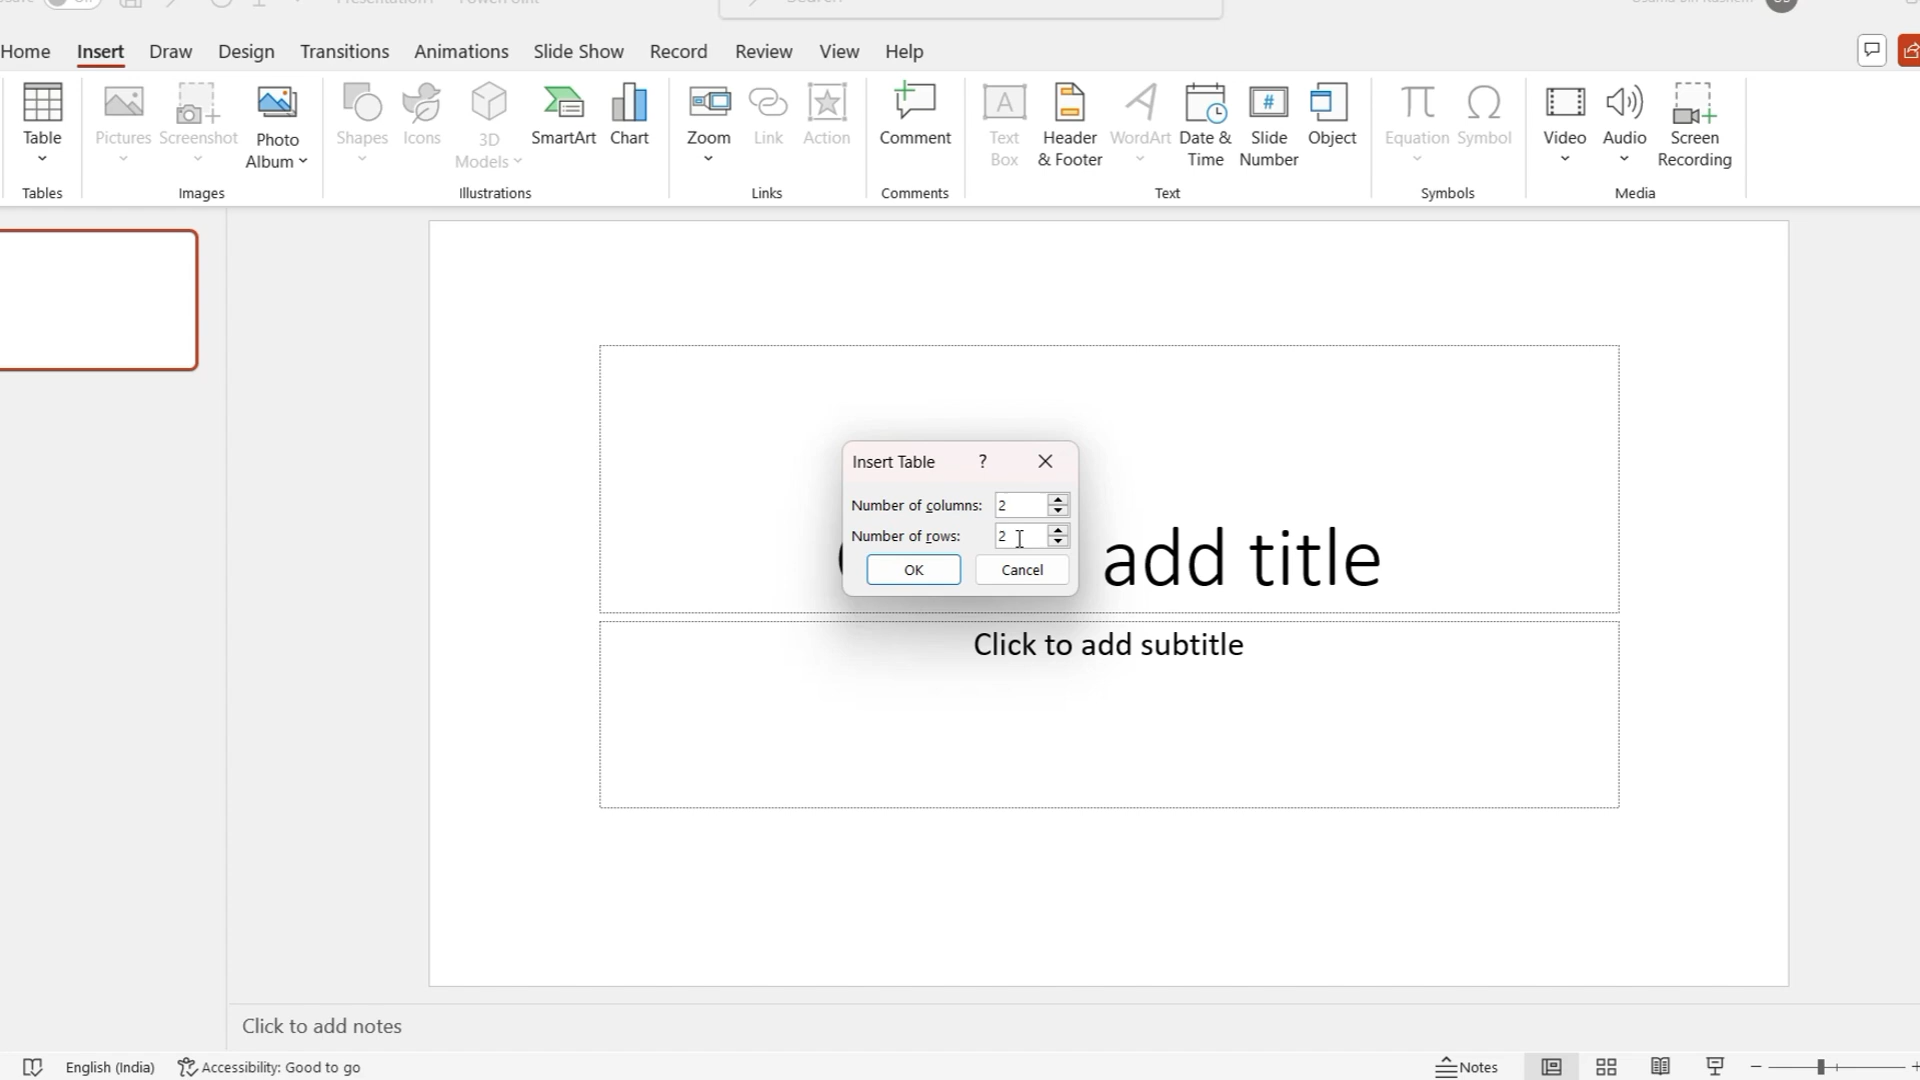 Home Insert Draw Design Transitions Animations Slide Show Record Review View Help
Table Pictures Screenshot Photo Album Shapes Icons 3D Models SmartArt Chart Zoom Link Action Comment Text Box Header & Footer WordArt Date & Time Slide Number Object Equation Symbol Video Audio Screen Recording
Tables Images Illustrations Links Comments Text Symbols Media
Insert Table ?
Number of columns: 2
Number of rows: 2
OK Cancel
add title
Click to add subtitle
Click to add notes
English (India) Accessibility: Good to go Notes